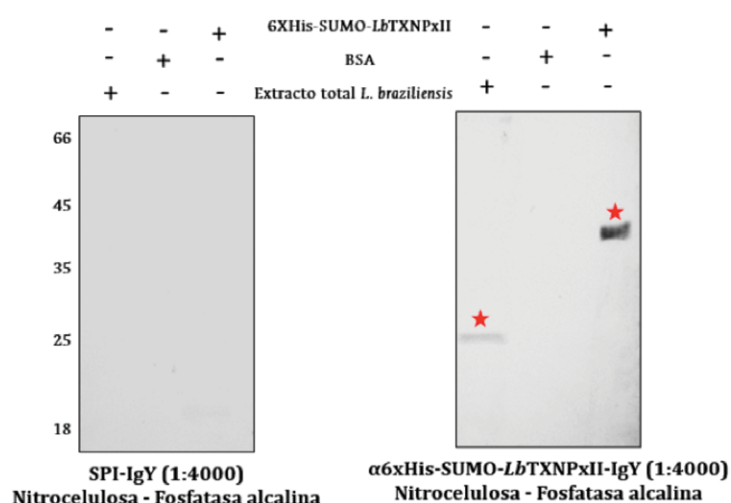 - - + 6XHis-SUMO-LbTXNPxII - - +
- + - BSA - + -
+ - - Extracto total L. braziliensis + - -
66
45
35
25
18
SPI-IgY (1:4000)
Nitrocelulosa - Fosfatasa alcalina
α6xHis-SUMO-LbTXNPxII-IgY (1:4000)
Nitrocelulosa - Fosfatasa alcalina